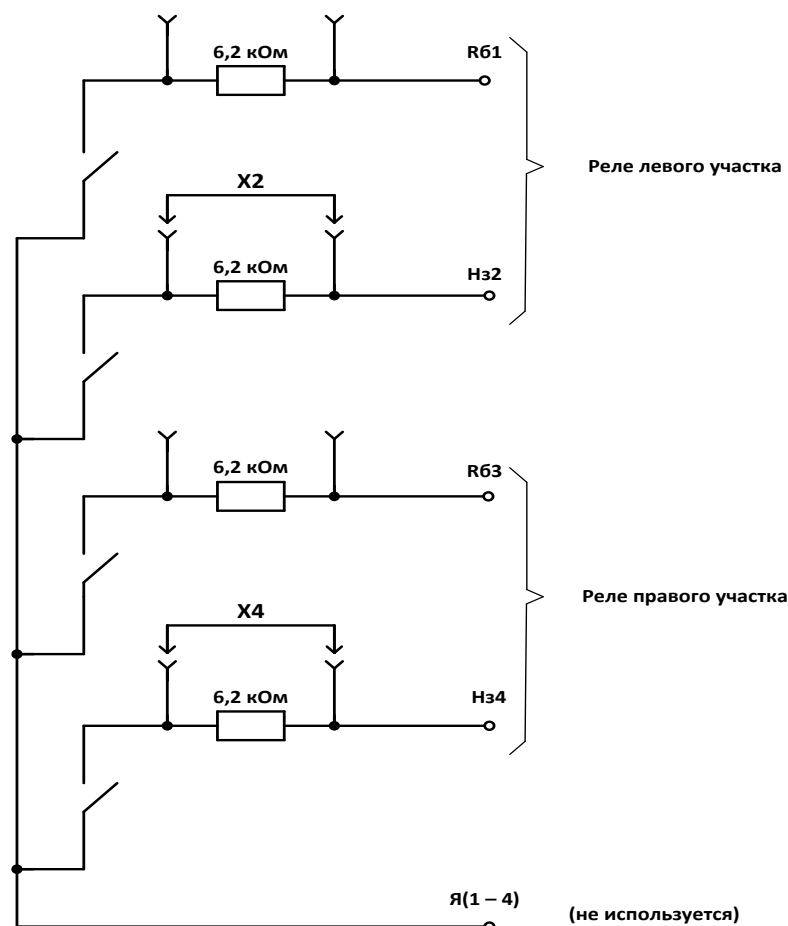 6,2 кОм
Rб1
Реле левого участка
X2
6,2 кОм
Нз2
6,2 кОм
Rб3
Реле правого участка
X4
6,2 кОм
Нз4
Я(1 – 4)
(не используется)